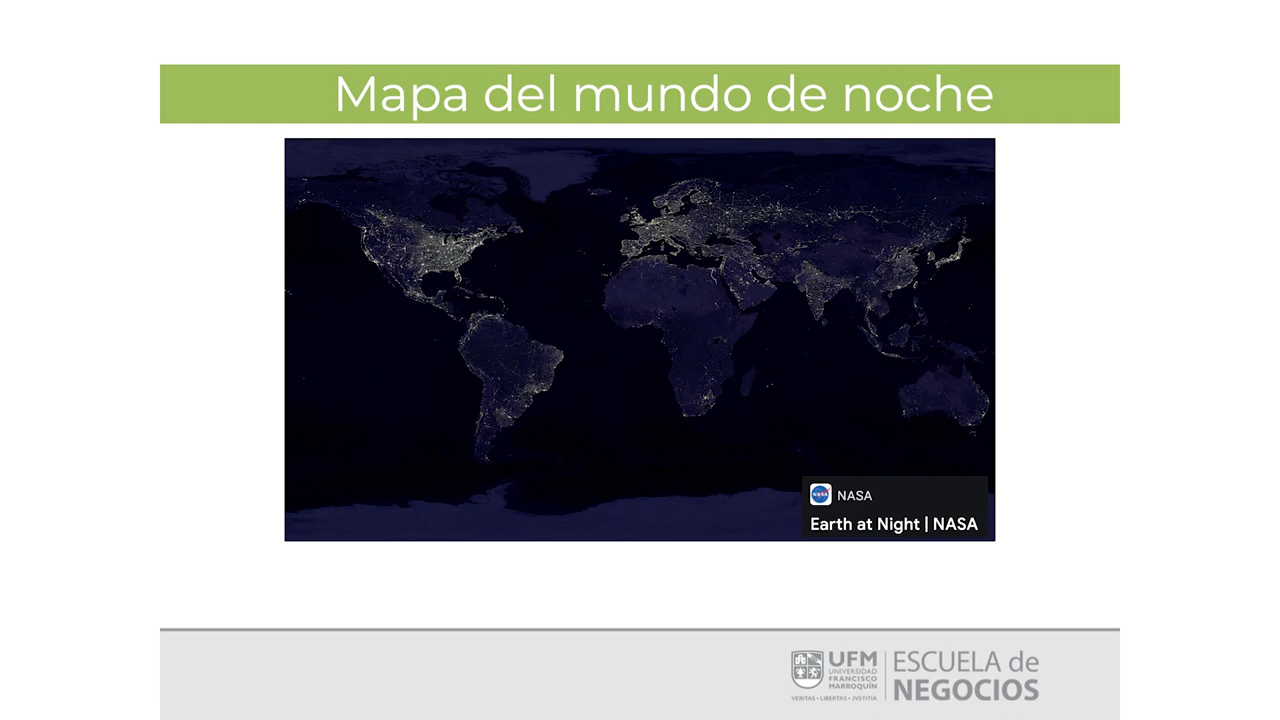 Mapa del mundo de noche
NASA
NASA
Earth at Night | NASA
UFM
UNIVERSIDAD
FRANCISCO
MARROQUÍN
VERITAS • LIBERTAS • JVSTITIA
ESCUELA de
NEGOCIOS